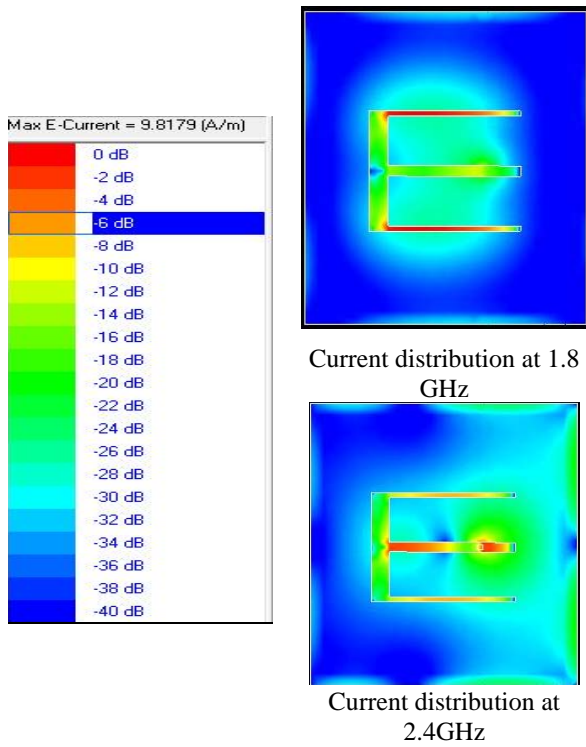 Max E-Current = 9.8179 (A/m)
0 dB
-2 dB
-4 dB
-6 dB
-8 dB
-10 dB
-12 dB
-14 dB
-16 dB
-18 dB
-20 dB
-22 dB
-24 dB
-26 dB
-28 dB
-30 dB
-32 dB
-34 dB
-36 dB
-38 dB
-40 dB
Current distribution at 1.8
GHz
Current distribution at
2.4GHz